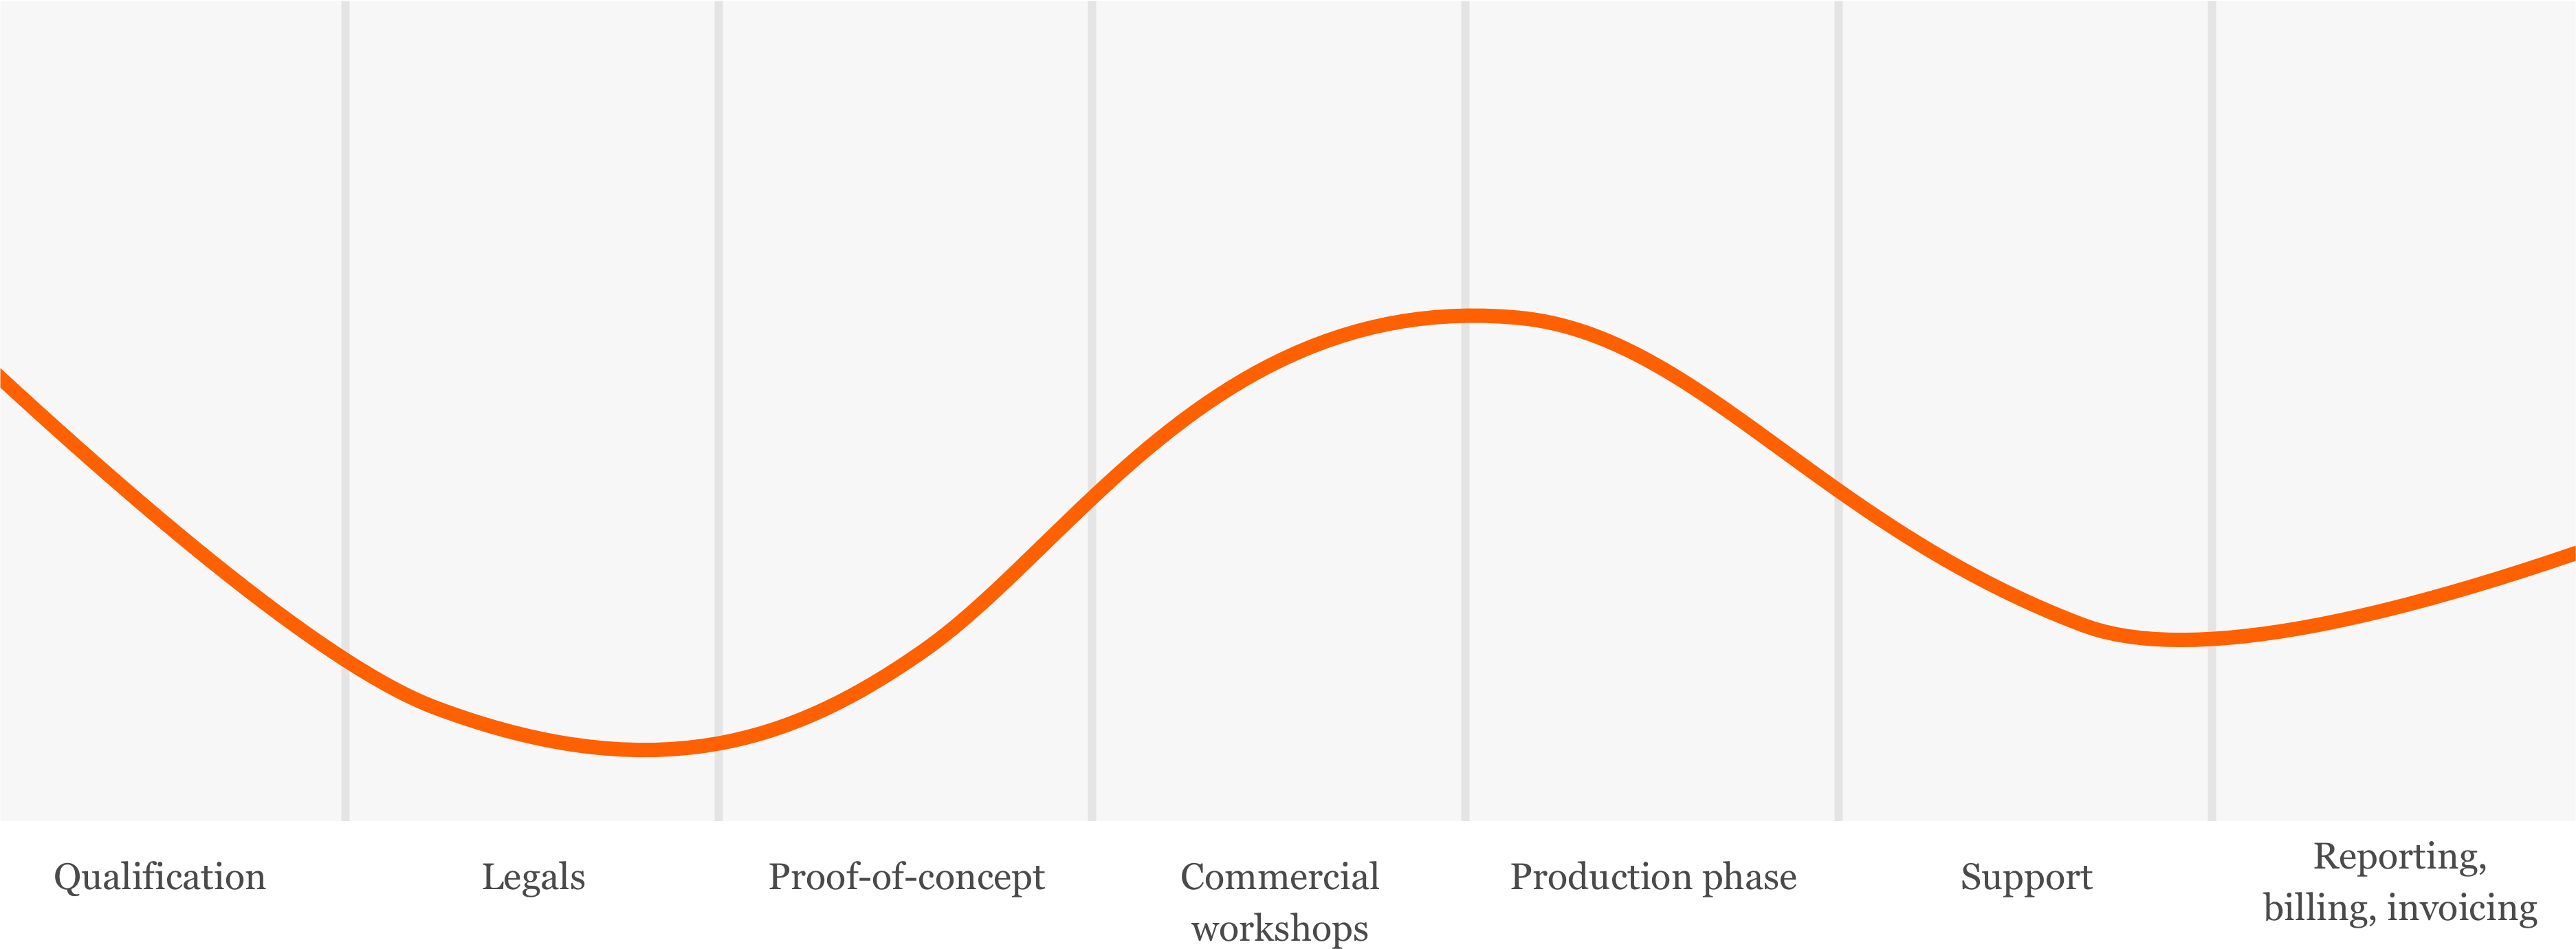 Qualification
Legals
Proof-of-concept
Commercial
workshops
Production phase
Support
Reporting,
billing, invoicing